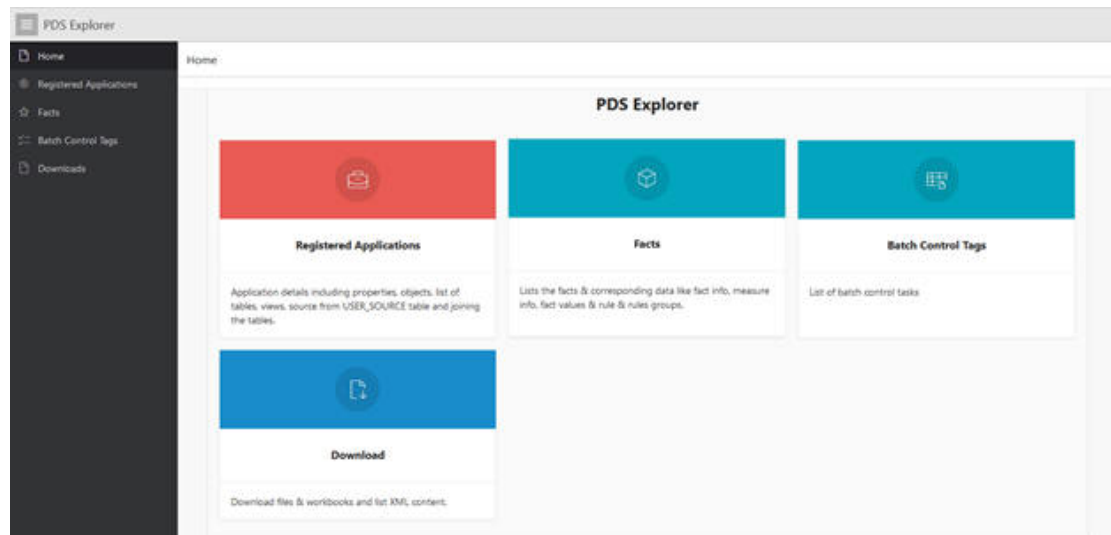 PDS Explorer
Home
Registered Applications
Facts
Batch Control Tags
Downloads
Home
PDS Explorer
Registered Applications
Application details including properties, objects, list of
tables, views, source from USER_SOURCE table and joining
the tables.
Facts
Lists the facts & corresponding data like fact info, measure
info, fact values & rule & rules groups.
Batch Control Tags
List of batch control tasks
Download
Download files & workbooks and list XML content.